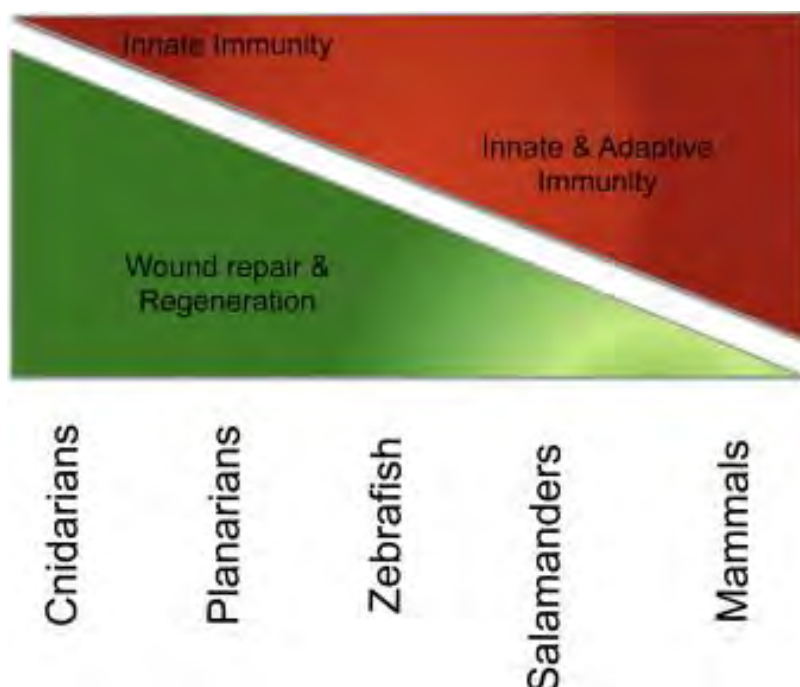 Innate Immunity
Innate & Adaptive
Immunity
Wound repair &
Regeneration
Cnidarians
Planarians
Zebrafish
Salamanders
Mammals